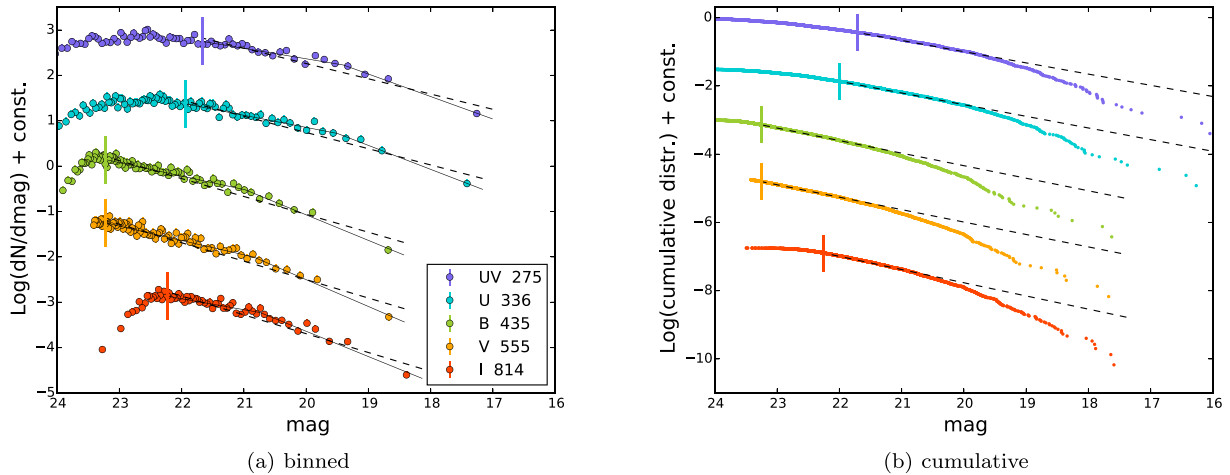 Log(dN/dmag) + const.
3
2
1
0
−1
−2
−3
−4
−5
24 23 22 21 20 19 18 17 16
mag
UV 275
U 336
B 435
V 555
I 814
(a) binned
Log(cumulative distr.) + const.
0
−2
−4
−6
−8
−10
24 23 22 21 20 19 18 17 16
mag
(b) cumulative